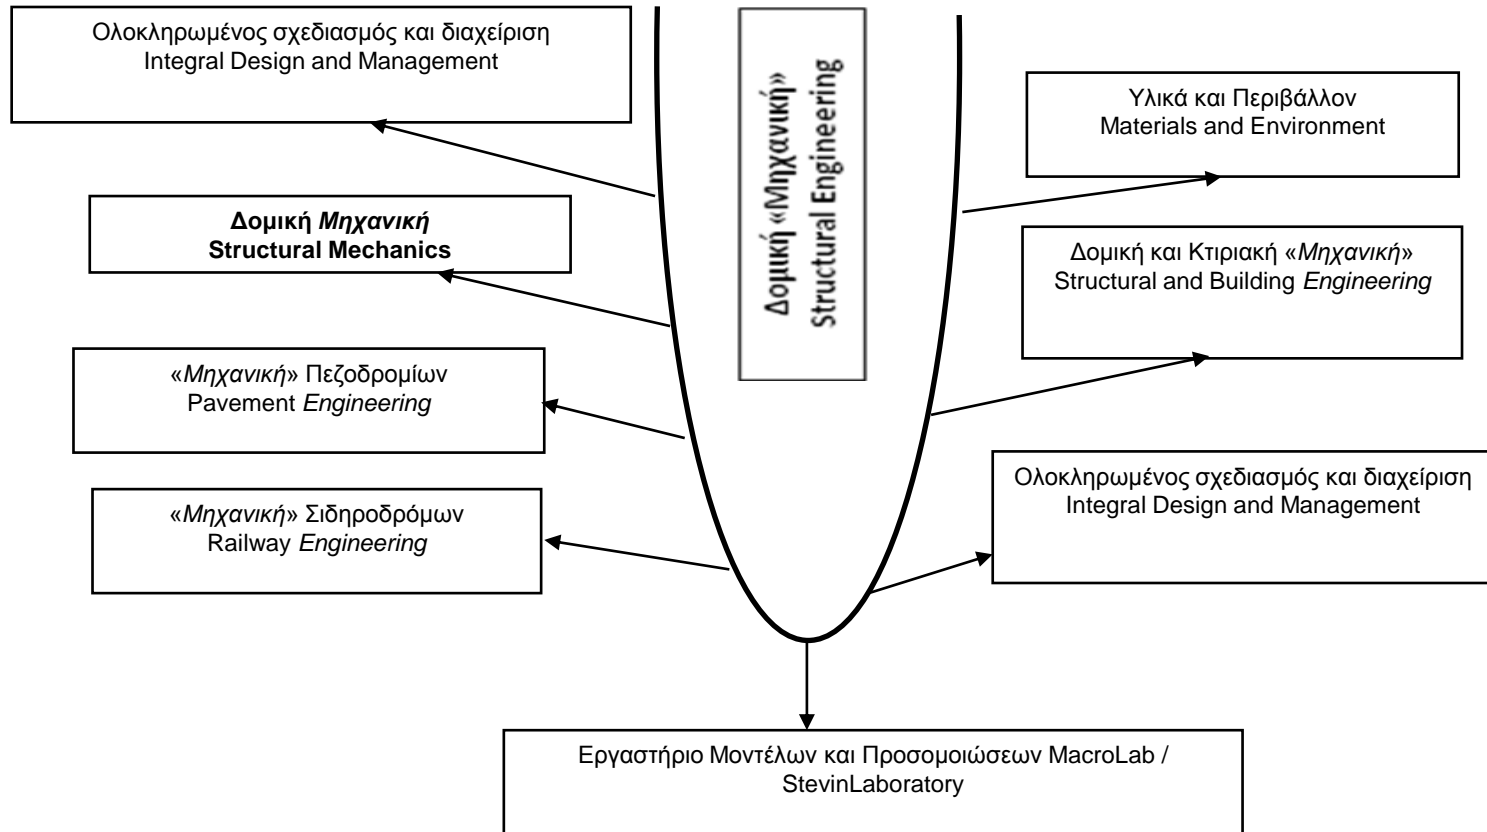 Ολοκληρωμένος σχεδιασμός και διαχείριση
Integral Design and Management
Δομική «Μηχανική»
Structural Engineering
Υλικά και Περιβάλλον
Materials and Environment
Δομική Μηχανική
Structural Mechanics
Δομική και Κτιριακή «Μηχανική»
Structural and Building Engineering
«Μηχανική» Πεζοδρομίων
Pavement Engineering
Ολοκληρωμένος σχεδιασμός και διαχείριση
Integral Design and Management
«Μηχανική» Σιδηροδρόμων
Railway Engineering
Εργαστήριο Μοντέλων και Προσομοιώσεων MacroLab /
StevinLaboratory